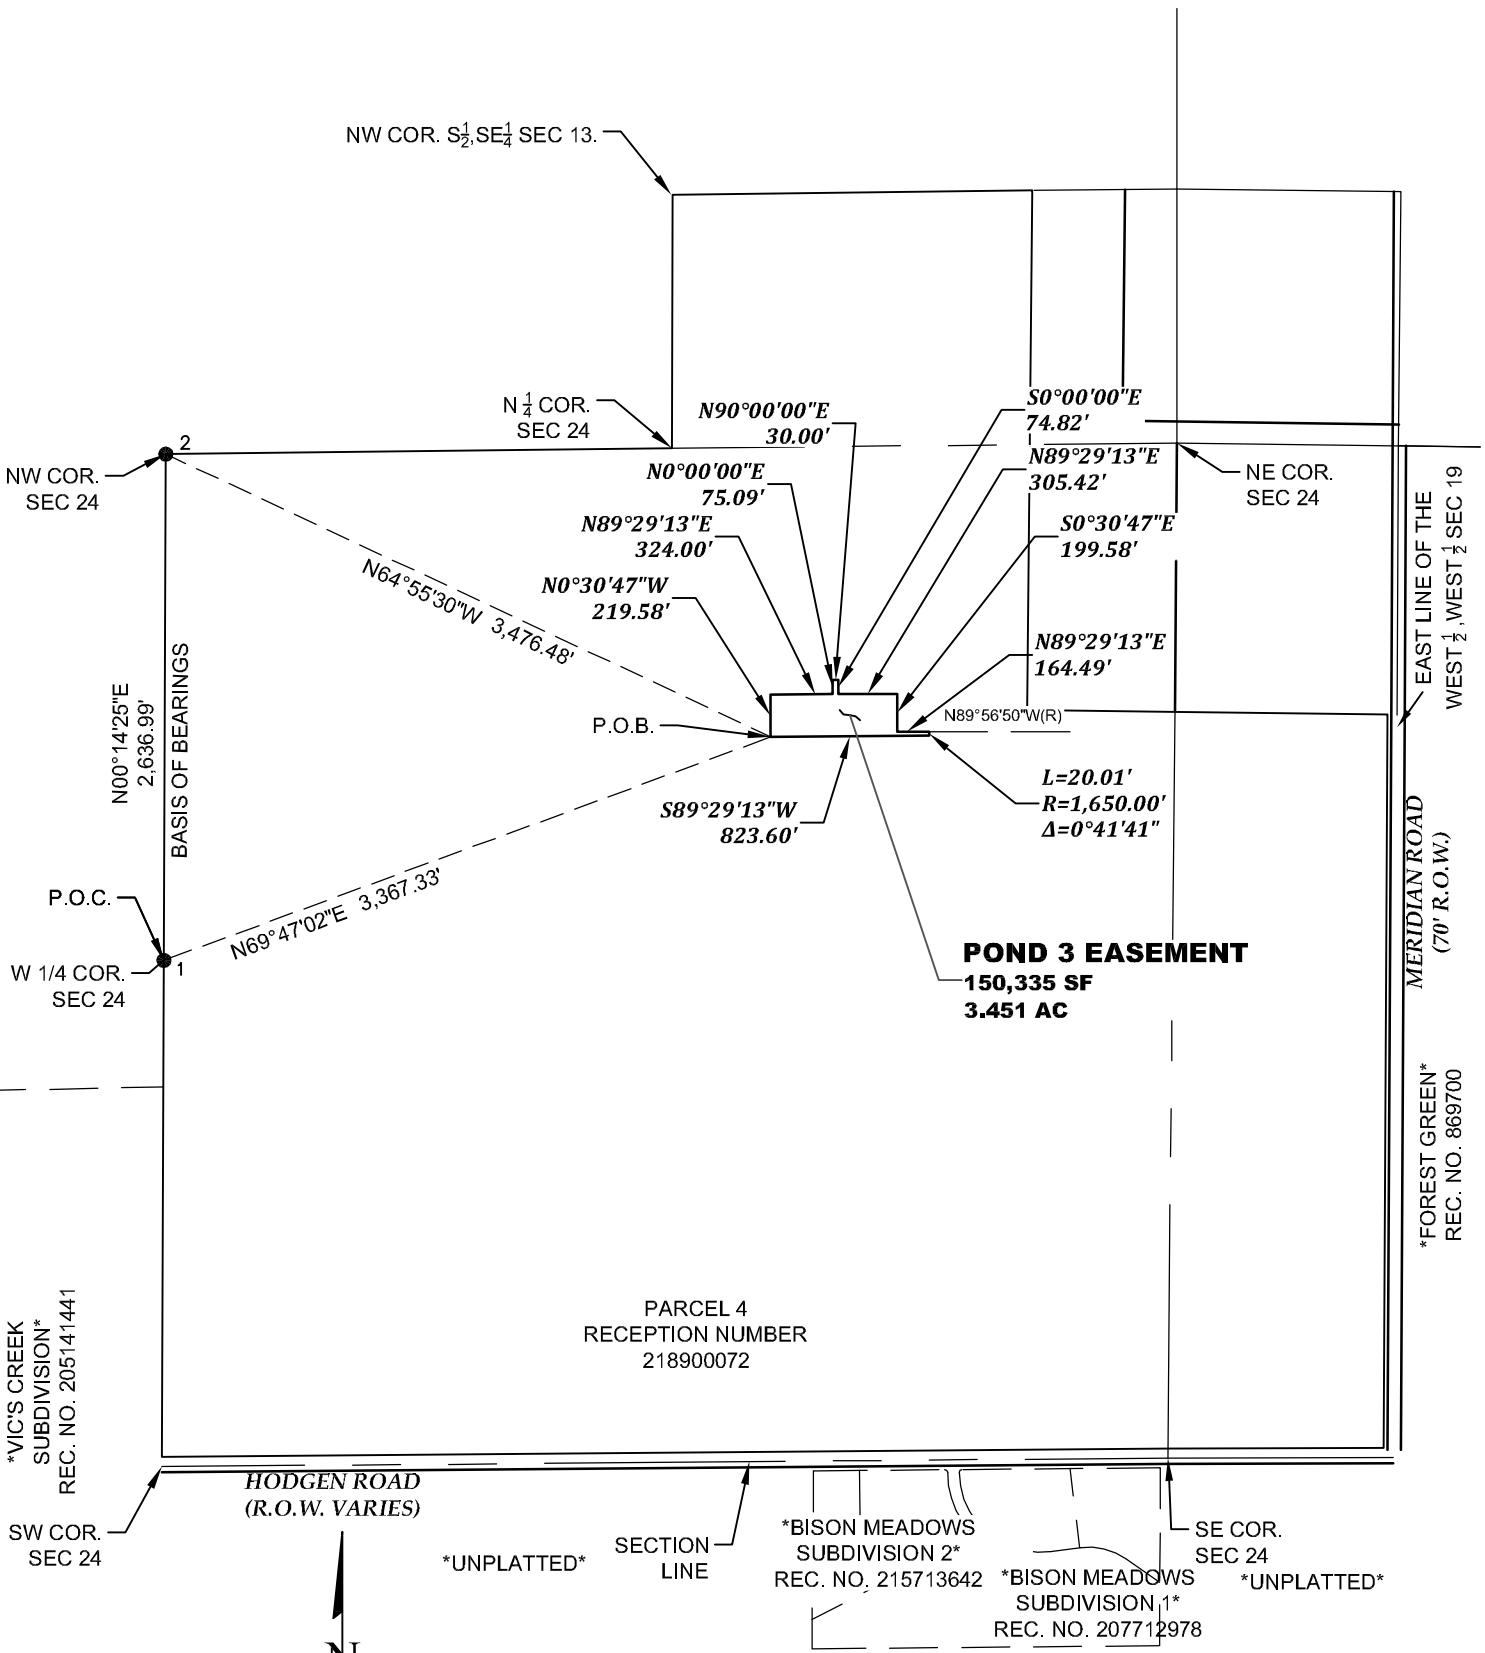 NW COR. S½,SE¼ SEC 13.
N ¼ COR.
SEC 24
N90°00'00"E
30.00'
S0°00'00"E
74.82'
2
NW COR.
SEC 24
N0°00'00"E
75.09'
N89°29'13"E
305.42'
NE COR.
SEC 24
N89°29'13"E
324.00'
S0°30'47"E
199.58'
EAST LINE OF THE
WEST ½,WEST ½ SEC 19
N64°55'30"W 3,476.48'
N0°30'47"W
219.58'
N89°29'13"E
164.49'
N89°56'50"W(R)
P.O.B.
N00°14'25"E
2,636.99'
BASIS OF BEARINGS
L=20.01'
R=1,650.00'
Δ=0°41'41"
S89°29'13"W
823.60'
MERIDIAN ROAD
(70' R.O.W.)
P.O.C.
N69°47'02"E 3,367.33'
1
W 1/4 COR.
SEC 24
POND 3 EASEMENT
150,335 SF
3.451 AC
*FOREST GREEN*
REC. NO. 869700
PARCEL 4
RECEPTION NUMBER
218900072
*VIC'S CREEK
SUBDIVISION*
REC. NO. 205141441
HODGEN ROAD
(R.O.W. VARIES)
SW COR.
SEC 24
*UNPLATTED*
SECTION
LINE
*BISON MEADOWS
SUBDIVISION 2*
REC. NO. 215713642
SE COR.
SEC 24
*BISON MEADOWS
SUBDIVISION 1*
REC. NO. 207712978
*UNPLATTED*
N